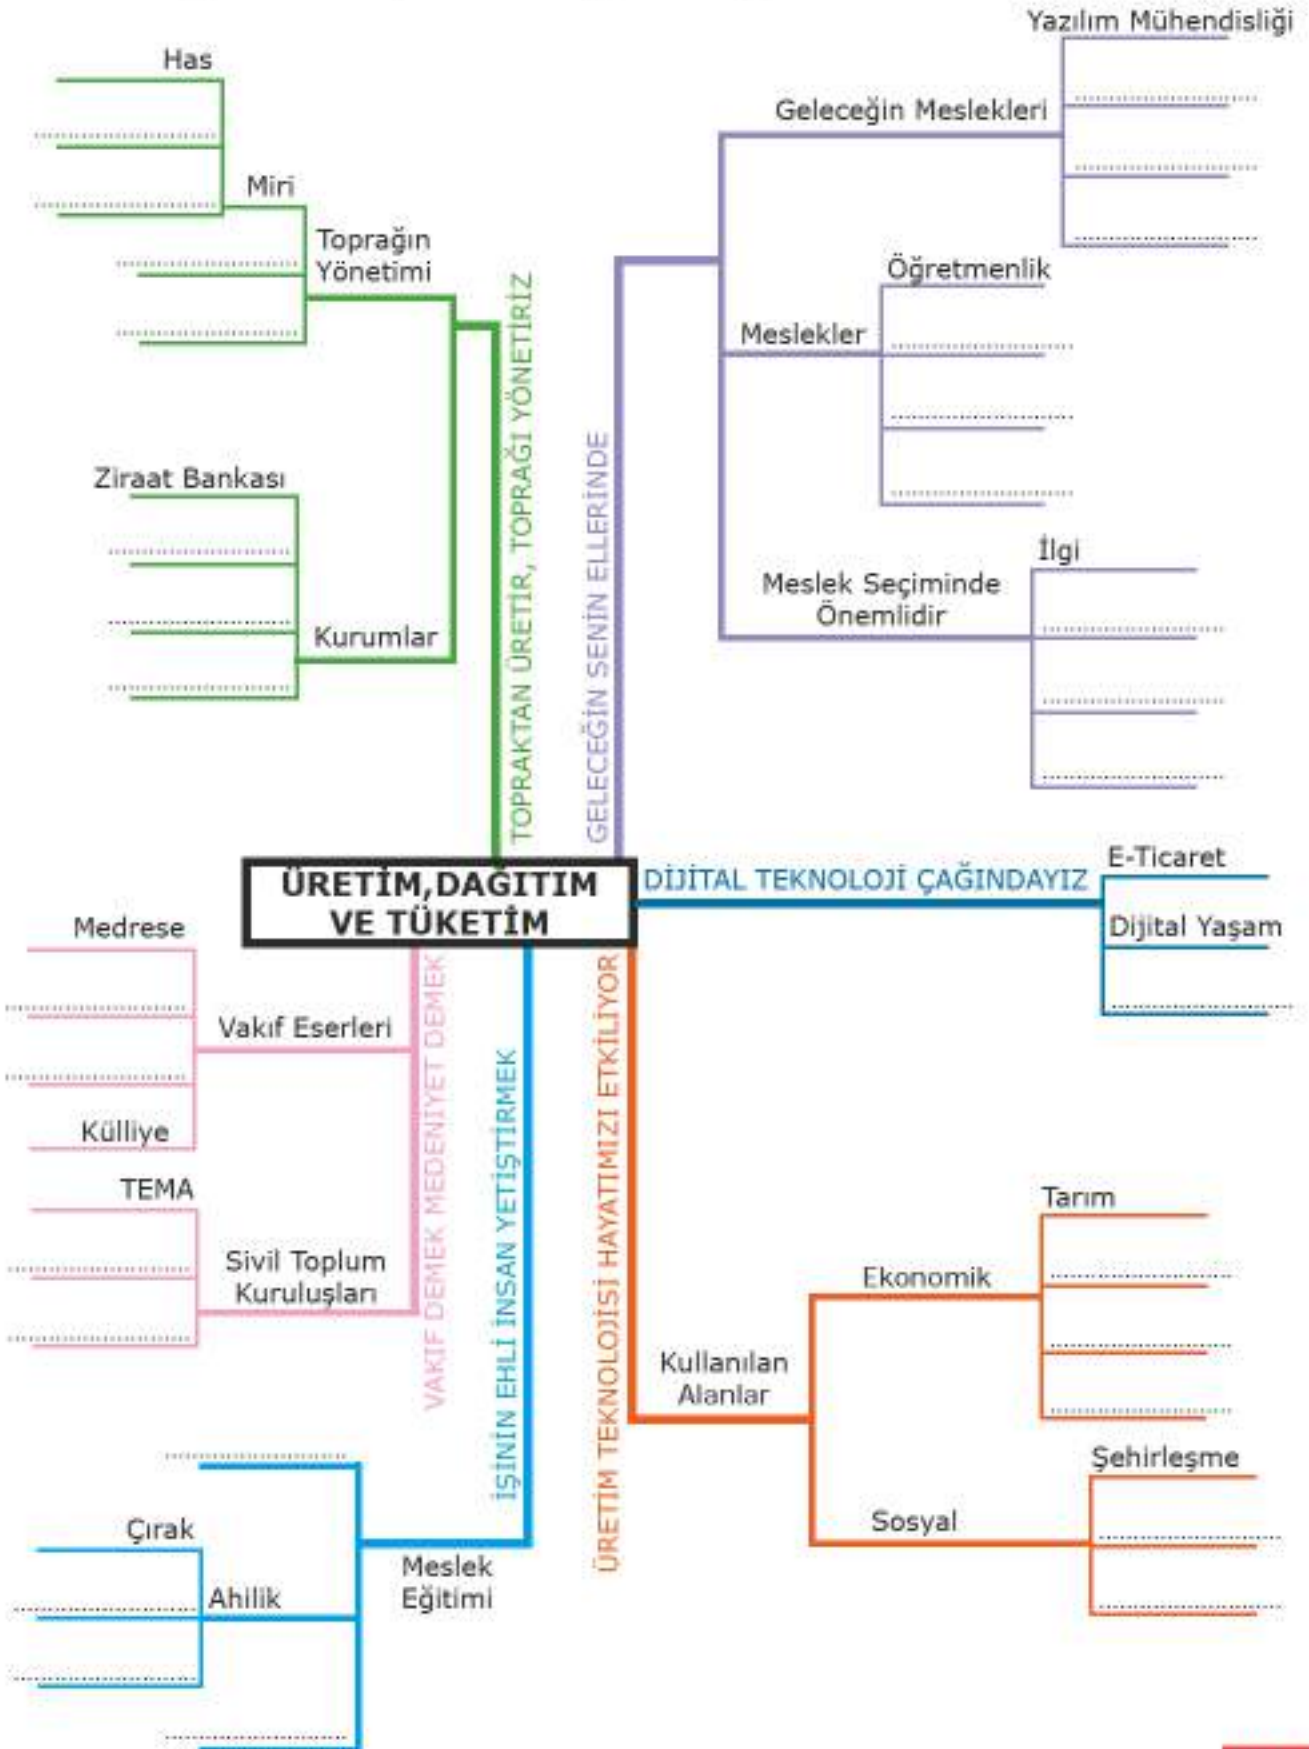 Has
Miri
Toprağın
Yönetimi
Ziraat Bankası
Kurumlar
TOPRAKTAN ÜRETİR, TOPRAĞI YÖNETİRİZ
Yazılım Mühendisliği
Geleceğin Meslekleri
Öğretmenlik
Meslekler
İlgi
Meslek Seçiminde
Önemlidir
GELECEĞİN SENİN ELLERİNDE
ÜRETİM,DAĞITIM
VE TÜKETİM
DİJİTAL TEKNOLOJİ ÇAĞINDAYIZ
E-Ticaret
Dijital Yaşam
Medrese
Vakıf Eserleri
Külliye
TEMA
Sivil Toplum
Kuruluşları
VAKIF DEMEK MEDENİYET DEMEK
İŞİNİN EHLİ İNSAN YETİŞTİRMEK
Çırak
Ahilik
Meslek
Eğitimi
ÜRETİM TEKNOLOJİSİ HAYATIMIZI ETKİLİYOR
Tarım
Ekonomik
Kullanılan
Alanlar
Şehirleşme
Sosyal